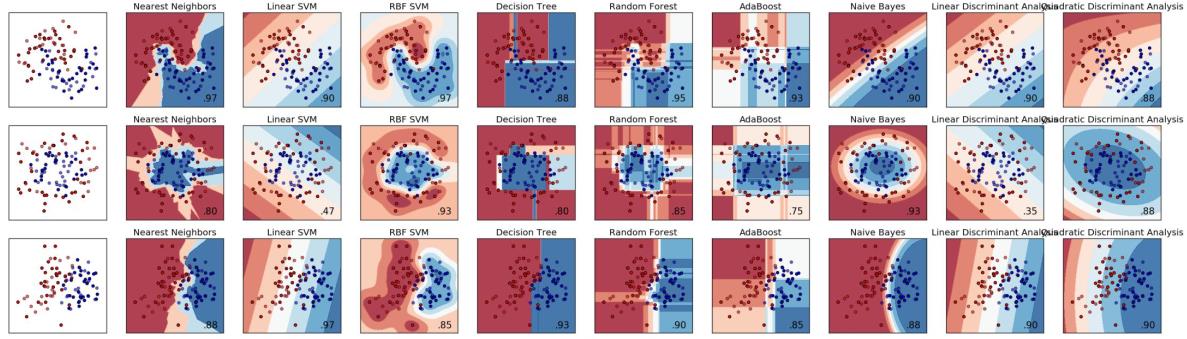 Nearest Neighbors Linear SVM RBF SVM Decision Tree Random Forest AdaBoost Naive Bayes Linear Discriminant Analysis Quadratic Discriminant Analysis
.97 .90 .97 .88 .95 .93 .90 .90 .88
Nearest Neighbors Linear SVM RBF SVM Decision Tree Random Forest AdaBoost Naive Bayes Linear Discriminant Analysis Quadratic Discriminant Analysis
.80 .47 .93 .80 .85 .75 .93 .35 .88
Nearest Neighbors Linear SVM RBF SVM Decision Tree Random Forest AdaBoost Naive Bayes Linear Discriminant Analysis Quadratic Discriminant Analysis
.88 .97 .85 .93 .90 .85 .88 .90 .90